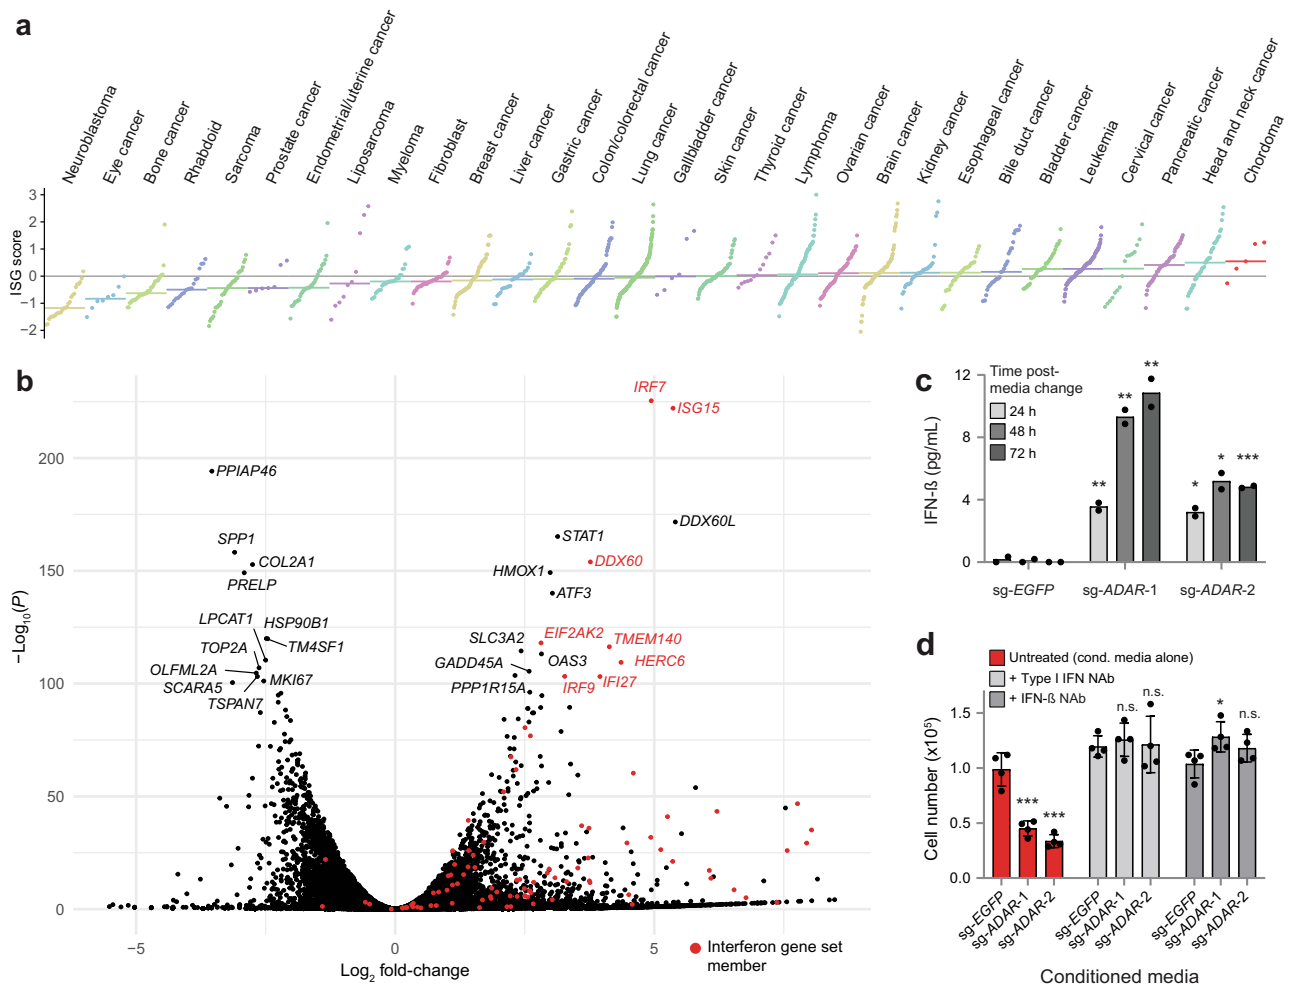 a
Neuroblastoma
Eye cancer
Bone cancer
Rhabdoid
Sarcoma
Prostate cancer
Endometrial/uterine cancer
Liposarcoma
Myeloma
Fibroblast
Breast cancer
Liver cancer
Gastric cancer
Colon/colorectal cancer
Lung cancer
Gallbladder cancer
Skin cancer
Thyroid cancer
Lymphoma
Ovarian cancer
Brain cancer
Kidney cancer
Esophageal cancer
Bile duct cancer
Bladder cancer
Leukemia
Cervical cancer
Pancreatic cancer
Head and neck cancer
Chordoma
ISG score
3
2
1
0
−1
−2
b
−Log10(P)
200
150
100
50
0
IRF7
ISG15
PPIAP46
DDX60L
SPP1
STAT1
COL2A1
DDX60
PRELP
HMOX1
ATF3
LPCAT1
HSP90B1
EIF2AK2
TMEM140
TOP2A
TM4SF1
SLC3A2
OAS3
HERC6
OLFML2A
GADD45A
SCARA5
MKI67
PPP1R15A
IRF9
IFI27
TSPAN7
−5
0
5
Log2 fold-change
Interferon gene set
member
c
IFN-ß (pg/mL)
12
8
4
0
Time post-
media change
24 h
48 h
72 h
**
**
**
*
*
***
sg-EGFP
sg-ADAR-1
sg-ADAR-2
d
Untreated (cond. media alone)
+ Type I IFN NAb
+ IFN-ß NAb
Cell number (x10⁵)
1.5
1.0
0.5
0.0
***
***
n.s.
n.s.
*
n.s.
sg-EGFP
sg-ADAR-1
sg-ADAR-2
sg-EGFP
sg-ADAR-1
sg-ADAR-2
sg-EGFP
sg-ADAR-1
sg-ADAR-2
Conditioned media